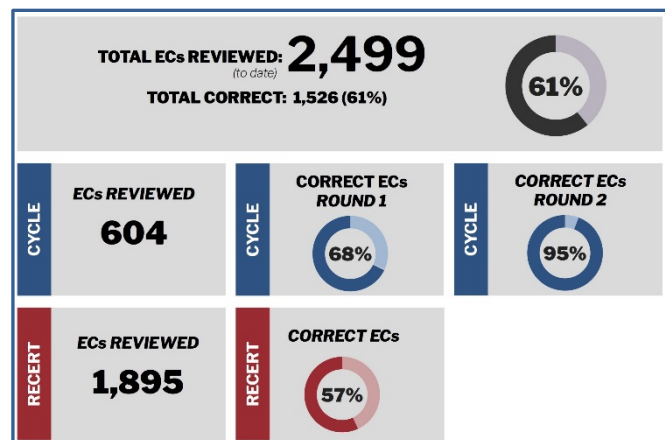 TOTAL ECs REVIEWED: 2,499
(to date)
TOTAL CORRECT: 1,526 (61%)
61%
CYCLE
ECs REVIEWED
604
CYCLE
CORRECT ECs
ROUND 1
68%
CYCLE
CORRECT ECs
ROUND 2
95%
RECERT
ECs REVIEWED
1,895
RECERT
CORRECT ECs
57%